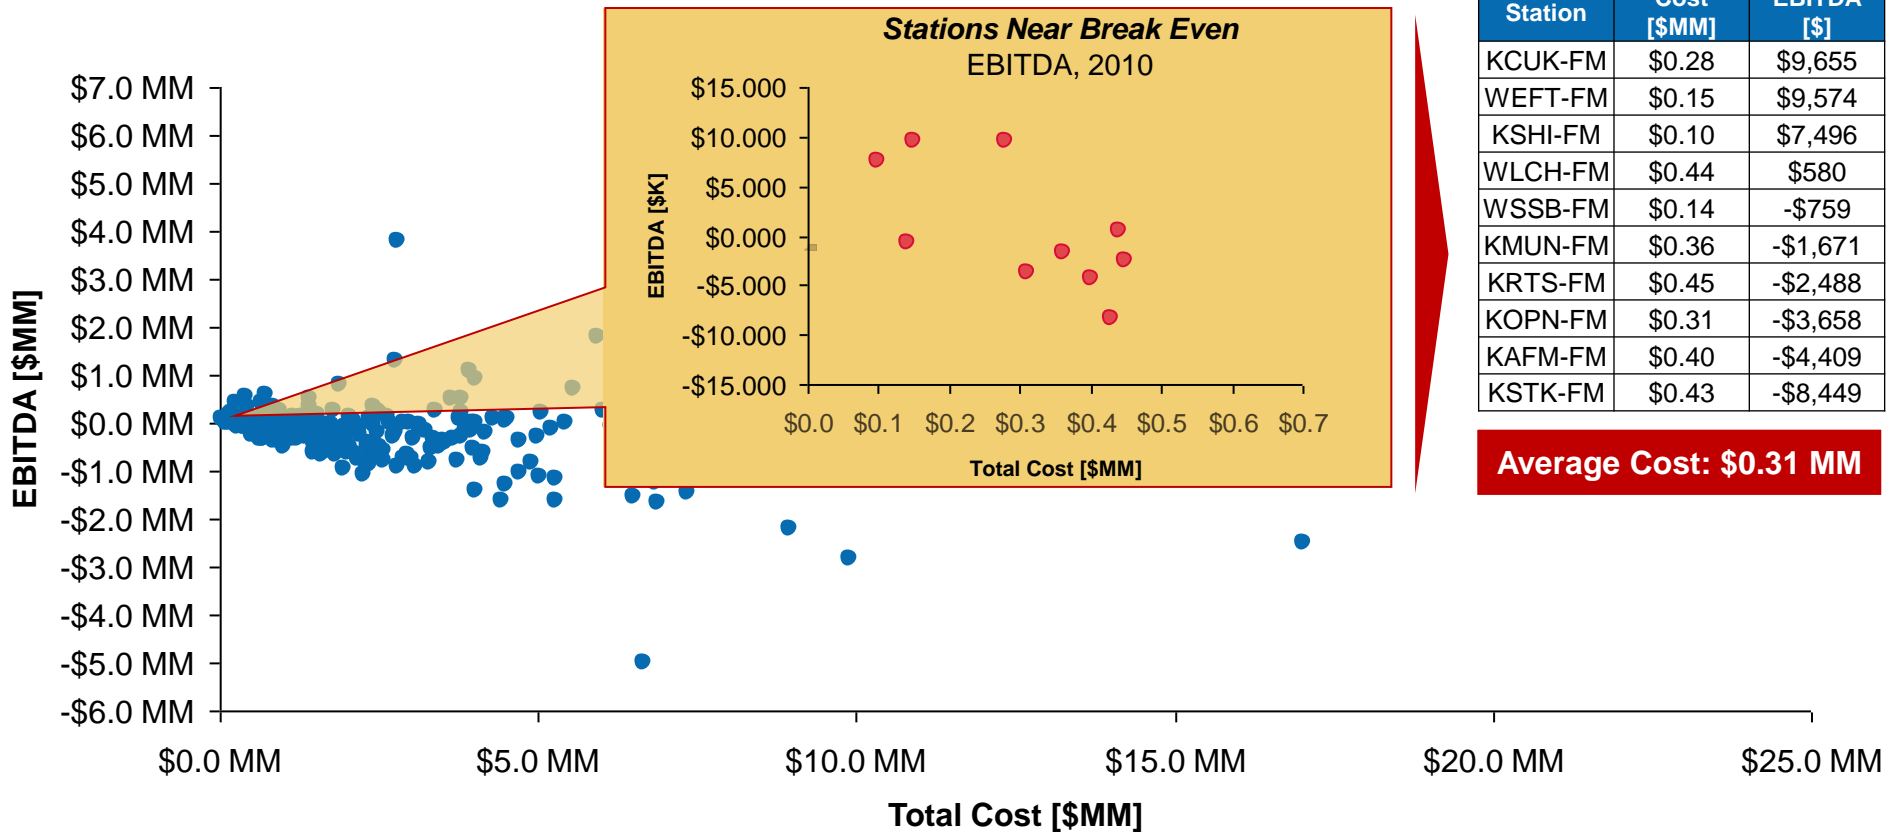 Stations Near Break Even
EBITDA, 2010
$15.000
$10.000
$5.000
$0.000
-$5.000
-$10.000
-$15.000
EBITDA [$K]
$0.0 $0.1 $0.2 $0.3 $0.4 $0.5 $0.6 $0.7
Total Cost [$MM]
$7.0 MM
$6.0 MM
$5.0 MM
$4.0 MM
$3.0 MM
$2.0 MM
$1.0 MM
$0.0 MM
-$1.0 MM
-$2.0 MM
-$3.0 MM
-$4.0 MM
-$5.0 MM
-$6.0 MM
EBITDA [$MM]
$0.0 MM $5.0 MM $10.0 MM $15.0 MM $20.0 MM $25.0 MM
Total Cost [$MM]
Station Cost [$MM] EBITDA [$]
KCUK-FM $0.28 $9,655
WEFT-FM $0.15 $9,574
KSHI-FM $0.10 $7,496
WLCH-FM $0.44 $580
WSSB-FM $0.14 -$759
KMUN-FM $0.36 -$1,671
KRTS-FM $0.45 -$2,488
KOPN-FM $0.31 -$3,658
KAFM-FM $0.40 -$4,409
KSTK-FM $0.43 -$8,449
Average Cost: $0.31 MM